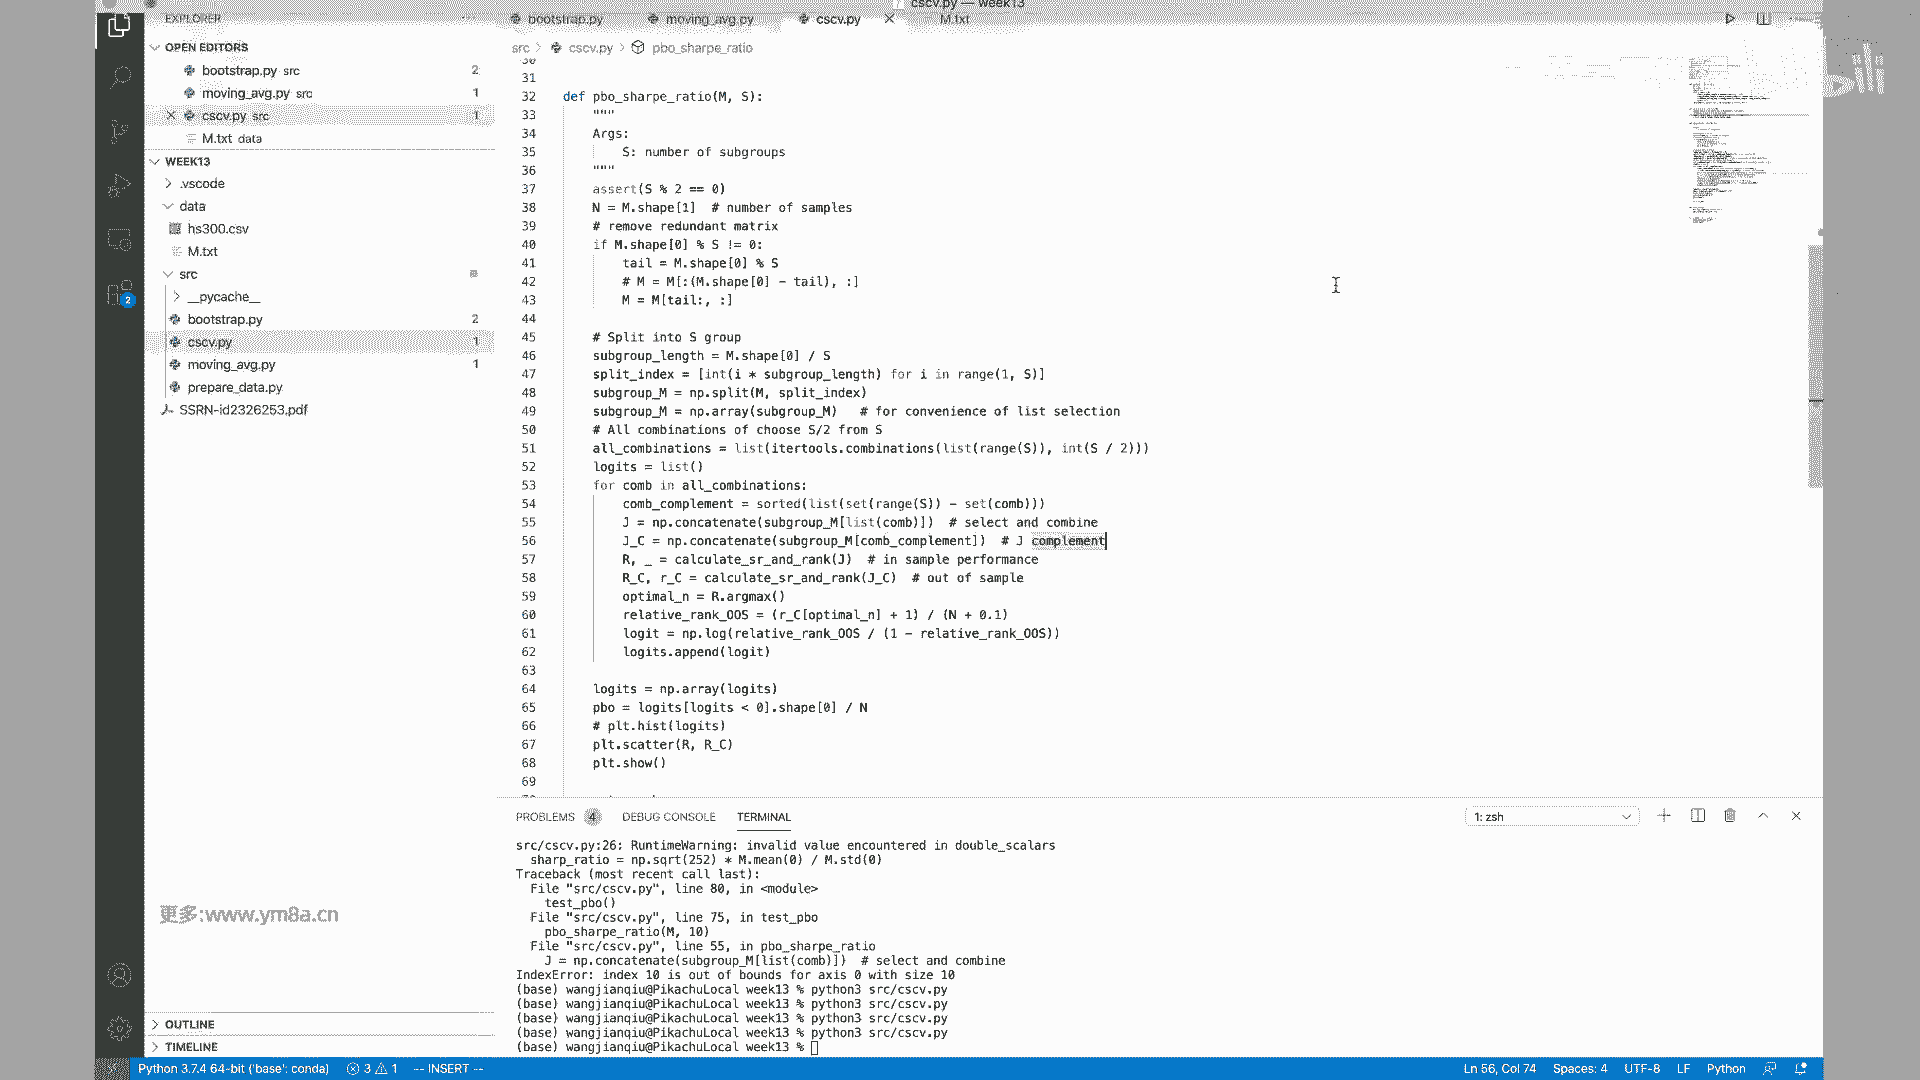 cscv.py — week13
EXPLORER
bootstrap.py
moving_avg.py
cscv.py
M.txt
src > cscv.py > pbo_sharpe_ratio
OPEN EDITORS
bootstrap.py src 2
moving_avg.py src 1
cscv.py src 1
M.txt data
WEEK13
.vscode
data
hs300.csv
M.txt
src
__pycache__
bootstrap.py 2
cscv.py 1
moving_avg.py 1
prepare_data.py
SSRN-id2326253.pdf
2
更多:www.ym8a.cn
OUTLINE
TIMELINE
30
31
32 def pbo_sharpe_ratio(M, S):
33 """
34 Args:
35 S: number of subgroups
36 """
37 assert(S % 2 == 0)
38 N = M.shape[1]  # number of samples
39 # remove redundant matrix
40 if M.shape[0] % S != 0:
41 tail = M.shape[0] % S
42 # M = M[:(M.shape[0] - tail), :]
43 M = M[tail:, :]
44
45 # Split into S group
46 subgroup_length = M.shape[0] / S
47 split_index = [int(i * subgroup_length) for i in range(1, S)]
48 subgroup_M = np.split(M, split_index)
49 subgroup_M = np.array(subgroup_M)   # for convenience of list selection
50 # All combinations of choose S/2 from S
51 all_combinations = list(itertools.combinations(list(range(S)), int(S / 2)))
52 logits = list()
53 for comb in all_combinations:
54 comb_complement = sorted(list(set(range(S)) - set(comb)))
55 J = np.concatenate(subgroup_M[list(comb)])  # select and combine
56 J_C = np.concatenate(subgroup_M[comb_complement])  # J complement
57 R, _ = calculate_sr_and_rank(J)  # in sample performance
58 R_C, r_C = calculate_sr_and_rank(J_C)  # out of sample
59 optimal_n = R.argmax()
60 relative_rank_OOS = (r_C[optimal_n] + 1) / (N + 0.1)
61 logit = np.log(relative_rank_OOS / (1 - relative_rank_OOS))
62 logits.append(logit)
63
64 logits = np.array(logits)
65 pbo = logits[logits < 0].shape[0] / N
66 # plt.hist(logits)
67 plt.scatter(R, R_C)
68 plt.show()
69
PROBLEMS 4 DEBUG CONSOLE TERMINAL 1: zsh
src/cscv.py:26: RuntimeWarning: invalid value encountered in double_scalars
sharp_ratio = np.sqrt(252) * M.mean(0) / M.std(0)
Traceback (most recent call last):
File "src/cscv.py", line 80, in <module>
test_pbo()
File "src/cscv.py", line 75, in test_pbo
pbo_sharpe_ratio(M, 10)
File "src/cscv.py", line 55, in pbo_sharpe_ratio
J = np.concatenate(subgroup_M[list(comb)])  # select and combine
IndexError: index 10 is out of bounds for axis 0 with size 10
(base) wangjianqiu@PikachuLocal week13 % python3 src/cscv.py
(base) wangjianqiu@PikachuLocal week13 % python3 src/cscv.py
(base) wangjianqiu@PikachuLocal week13 % python3 src/cscv.py
(base) wangjianqiu@PikachuLocal week13 % python3 src/cscv.py
(base) wangjianqiu@PikachuLocal week13 %
Python 3.7.4 64-bit ('base': conda) 3 1 -- INSERT -- Ln 56, Col 74 Spaces: 4 UTF-8 LF Python